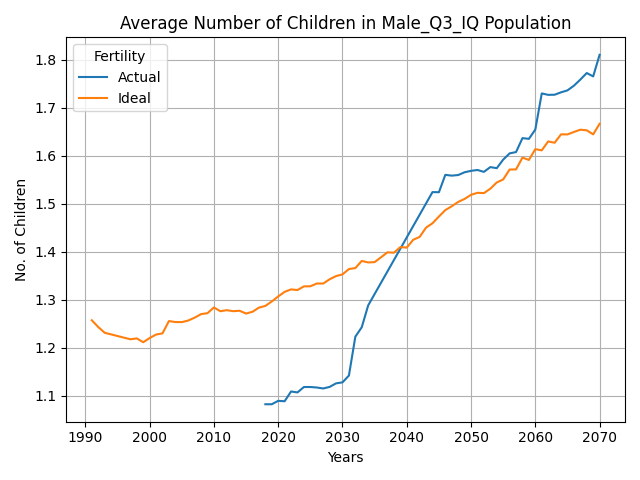 Average Number of Children in Male_Q3_IQ Population
Fertility
Actual
Ideal
No. of Children
1.8
1.7
1.6
1.5
1.4
1.3
1.2
1.1
1990 2000 2010 2020 2030 2040 2050 2060 2070
Years